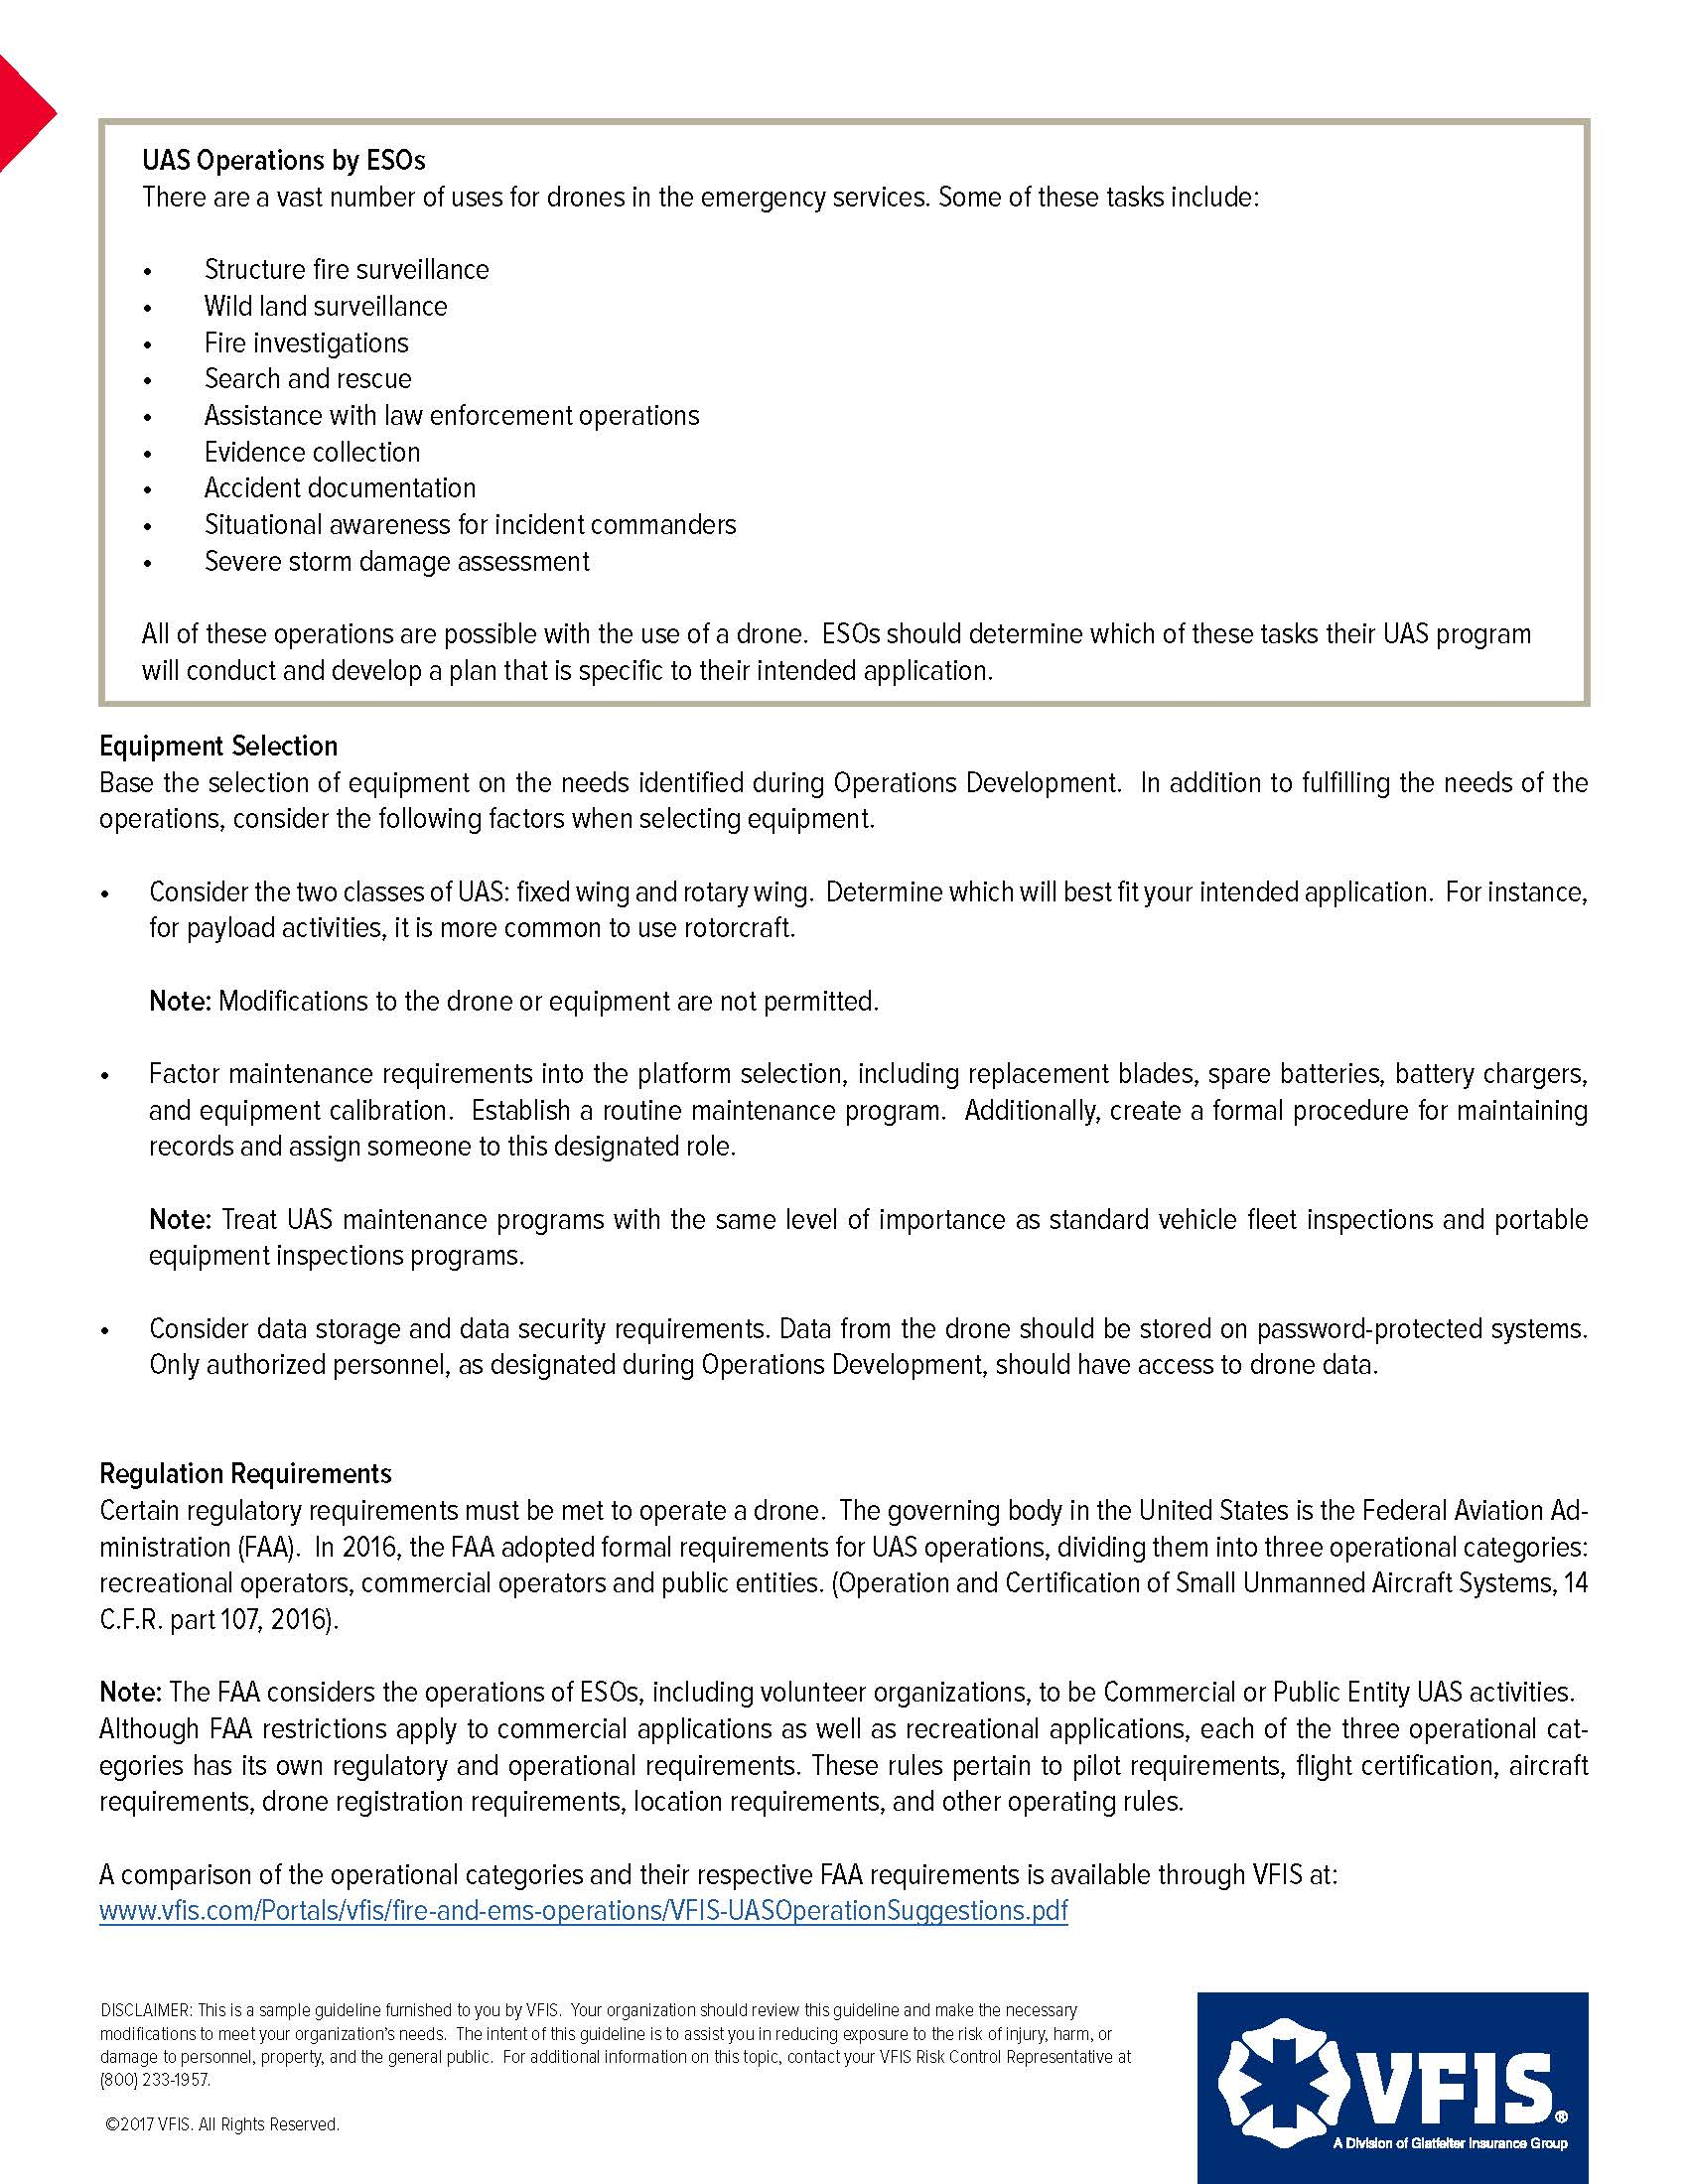 UAS Operations by ESOs
There are a vast number of uses for drones in the emergency services. Some of these tasks include:
• Structure fire surveillance
• Wild land surveillance
• Fire investigations
• Search and rescue
• Assistance with law enforcement operations
• Evidence collection
• Accident documentation
• Situational awareness for incident commanders
• Severe storm damage assessment
All of these operations are possible with the use of a drone.  ESOs should determine which of these tasks their UAS program
will conduct and develop a plan that is specific to their intended application.
Equipment Selection
Base the selection of equipment on the needs identified during Operations Development.  In addition to fulfilling the needs of the
operations, consider the following factors when selecting equipment.
• Consider the two classes of UAS: fixed wing and rotary wing.  Determine which will best fit your intended application.  For instance,
for payload activities, it is more common to use rotorcraft.
Note: Modifications to the drone or equipment are not permitted.
• Factor maintenance requirements into the platform selection, including replacement blades, spare batteries, battery chargers,
and equipment calibration.  Establish a routine maintenance program.  Additionally, create a formal procedure for maintaining
records and assign someone to this designated role.
Note: Treat UAS maintenance programs with the same level of importance as standard vehicle fleet inspections and portable
equipment inspections programs.
• Consider data storage and data security requirements. Data from the drone should be stored on password-protected systems.
Only authorized personnel, as designated during Operations Development, should have access to drone data.
Regulation Requirements
Certain regulatory requirements must be met to operate a drone.  The governing body in the United States is the Federal Aviation Ad-
ministration (FAA).  In 2016, the FAA adopted formal requirements for UAS operations, dividing them into three operational categories:
recreational operators, commercial operators and public entities. (Operation and Certification of Small Unmanned Aircraft Systems, 14
C.F.R. part 107, 2016).
Note: The FAA considers the operations of ESOs, including volunteer organizations, to be Commercial or Public Entity UAS activities.
Although FAA restrictions apply to commercial applications as well as recreational applications, each of the three operational cat-
egories has its own regulatory and operational requirements. These rules pertain to pilot requirements, flight certification, aircraft
requirements, drone registration requirements, location requirements, and other operating rules.
A comparison of the operational categories and their respective FAA requirements is available through VFIS at:
www.vfis.com/Portals/vfis/fire-and-ems-operations/VFIS-UASOperationSuggestions.pdf
DISCLAIMER: This is a sample guideline furnished to you by VFIS.  Your organization should review this guideline and make the necessary
modifications to meet your organization's needs.  The intent of this guideline is to assist you in reducing exposure to the risk of injury, harm, or
damage to personnel, property, and the general public.  For additional information on this topic, contact your VFIS Risk Control Representative at
(800) 233-1957.
©2017 VFIS. All Rights Reserved.
VFIS®
A Division of Glatfelter Insurance Group